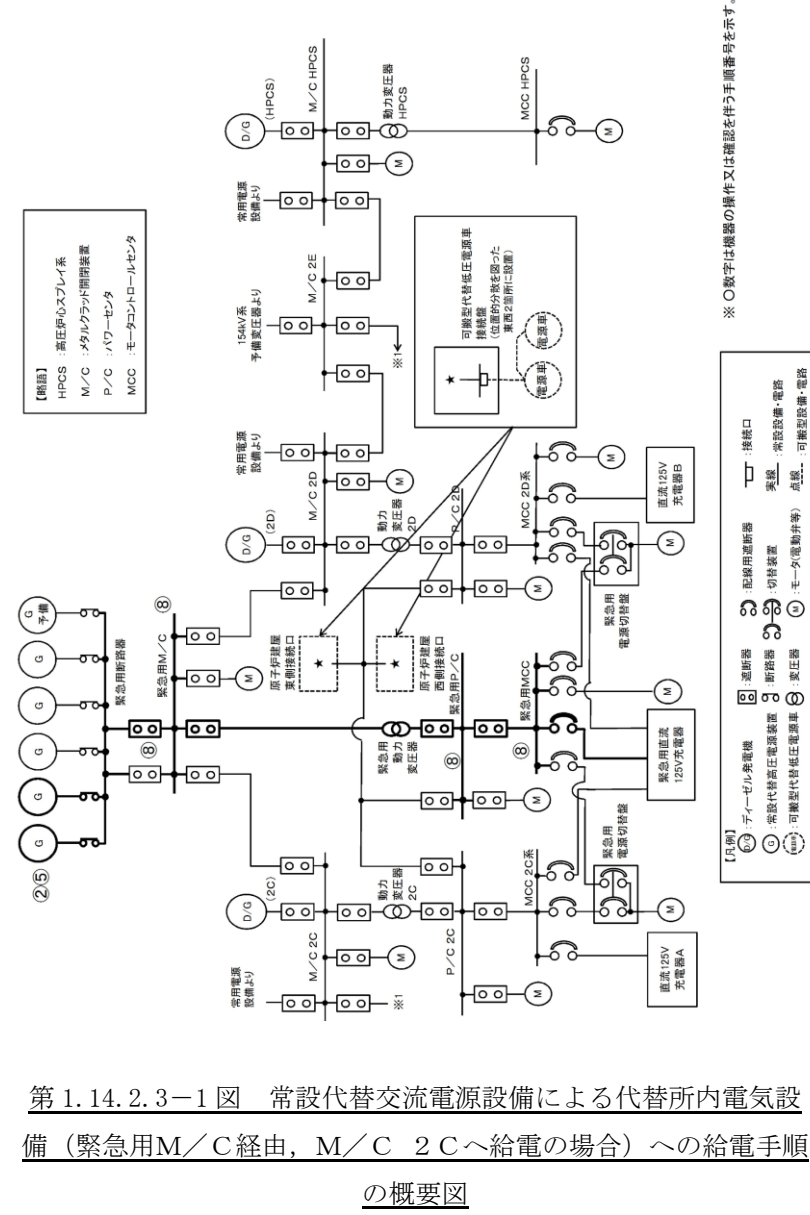 【略語】
HPCS :高圧炉心スプレイ系
M/C :メタルクラッド開閉装置
P/C :パワーセンタ
MCC :モータコントロールセンタ
②⑤
G
G
G
G
G
G
予備
緊急用断路器
⑧
緊急用M/C
⑧
M
D/G
(HPCS)
M/C HPCS
動力変圧器
HPCS
M
MCC HPCS
M
常用電源
設備より
154kV系
予備変圧器より
M/C 2E
※1
常用電源
設備より
D/G
(2D)
M/C 2D
M
動力
変圧器
2D
P/C 2D
M
MCC 2D系
M
直流125V
充電器B
緊急用
電源切替盤
M
可搬型代替低圧電源車
接続盤
(位置的分散を図った
東西2箇所に設置)
★
電源車
電源車
原子炉建屋
東側接続口
★
原子炉建屋
西側接続口
★
緊急用
動力
変圧器
緊急用P/C
⑧
M
緊急用MCC
⑧
M
緊急用直流
125V充電器
D/G
(2C)
M/C 2C
M
常用電源
設備より
※1
動力
変圧器
2C
P/C 2C
M
MCC 2C系
緊急用
電源切替盤
M
直流125V
充電器A
【凡例】
D/G :ディーゼル発電機
G :常設代替高圧電源装置
電源車 :可搬型代替低圧電源車
:遮断器
:断路器
:変圧器
:配線用遮断器
:切替装置
M :モータ(電動弁等)
:接続口
実線 :常設設備・電路
点線 :可搬型設備・電路
※ ○数字は機器の操作又は確認を伴う手順番号を示す。
第 1.14.2.3-1 図 常設代替交流電源設備による代替所内電気設
備(緊急用M/C経由,M/C 2Cへ給電の場合)への給電手順
の概要図